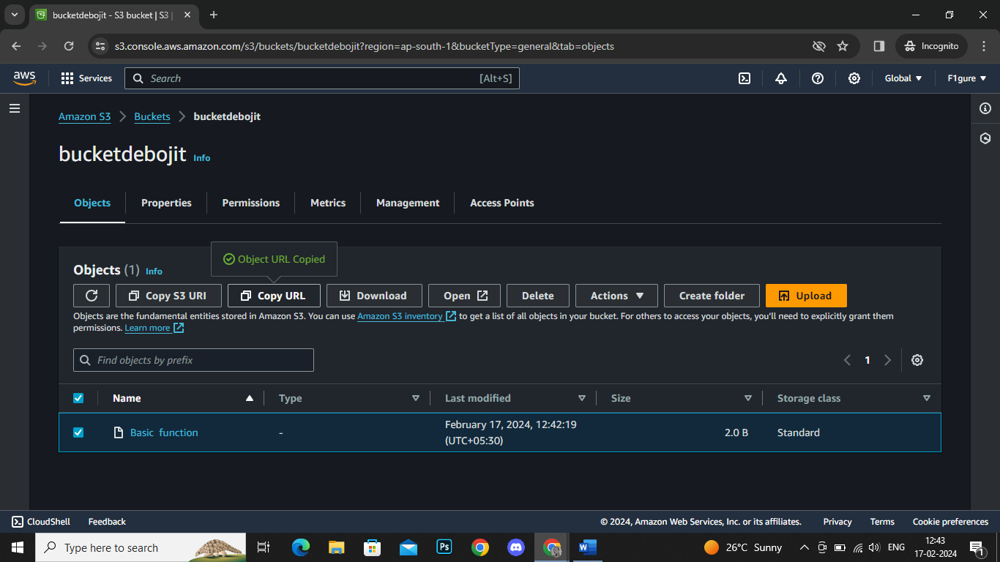 bucketdebojit - S3 bucket | S3 |
s3.console.aws.amazon.com/s3/buckets/bucketdebojit?region=ap-south-1&bucketType=general&tab=objects
Incognito
aws
Services
Search
[Alt+S]
Global
F1gure
Amazon S3 > Buckets > bucketdebojit
bucketdebojit Info
Objects
Properties
Permissions
Metrics
Management
Access Points
Object URL Copied
Objects (1) Info
Copy S3 URI
Copy URL
Download
Open
Delete
Actions
Create folder
Upload
Objects are the fundamental entities stored in Amazon S3. You can use Amazon S3 inventory to get a list of all objects in your bucket. For others to access your objects, you'll need to explicitly grant them
permissions. Learn more
Find objects by prefix
1
Name
Type
Last modified
Size
Storage class
Basic function
-
February 17, 2024, 12:42:19
(UTC+05:30)
2.0 B
Standard
CloudShell
Feedback
© 2024, Amazon Web Services, Inc. or its affiliates.
Privacy
Terms
Cookie preferences
Type here to search
Ps
W
26°C Sunny
ENG
12:43
17-02-2024
1